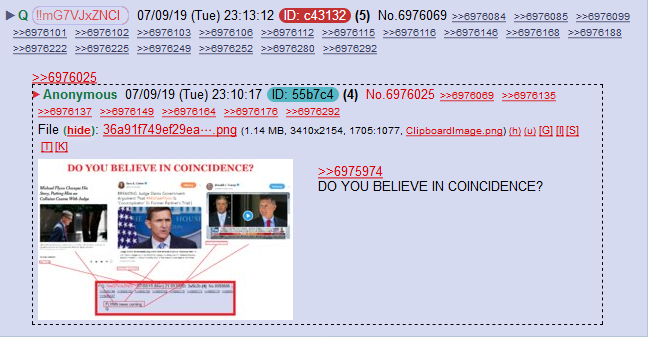 Q !!mG7VJxZNCI 07/09/19 (Tue) 23:13:12 ID: c43132 (5) No.6976069 >>6976084 >>6976085 >>6976099
>>6976101 >>6976102 >>6976103 >>6976106 >>6976112 >>6976115 >>6976116 >>6976146 >>6976168 >>6976188
>>6976222 >>6976225 >>6976249 >>6976252 >>6976280 >>6976292
>>6976025
Anonymous 07/09/19 (Tue) 23:10:17 ID: 55b7c4 (4) No.6976025 >>6976069 >>6976135
>>6976137 >>6976149 >>6976164 >>6976176 >>6976292
File (hide): 36a91f749ef29ea⋯.png (1.14 MB, 3410x2154, 1705:1077, ClipboardImage.png) (h) (u) [G] [I] [S]
[T] [K]
DO YOU BELIEVE IN COINCIDENCE?
Michael Flynn Changes His
Story, Putting Him on
Collision Course With Judge
BREAKING: Judge Slams Government
Argument That
>>6975974
DO YOU BELIEVE IN COINCIDENCE?